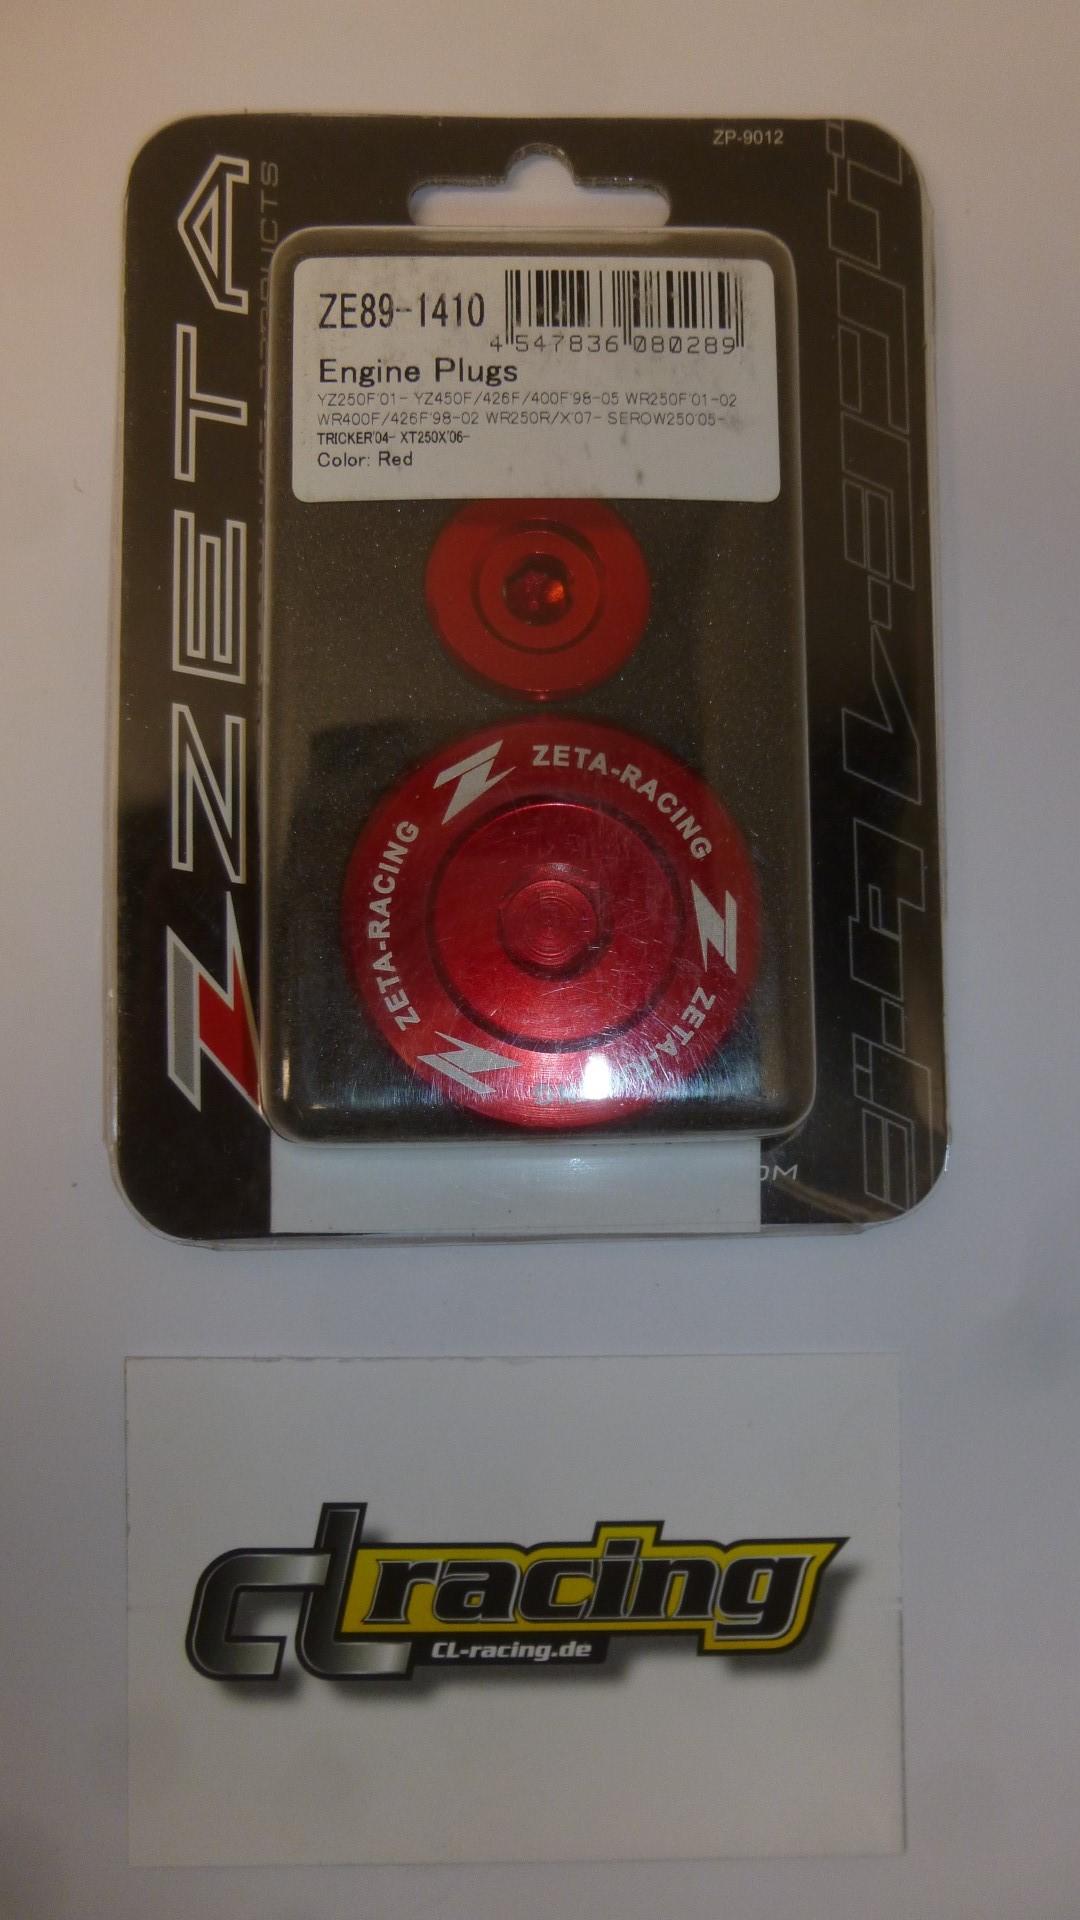 ZP-9012
ZETA
ZE89-1410
4 547836 080289
Engine Plugs
YZ250F'01- YZ450F/426F/400F'98-05 WR250F'01-02
WR400F/426F'98-02 WR250R/X'07- SEROW250'05-
TRICKER'04- XT250X'06-
Color: Red
ZETA-RACING
ZETA-RACING
CL racing
CL-racing.de